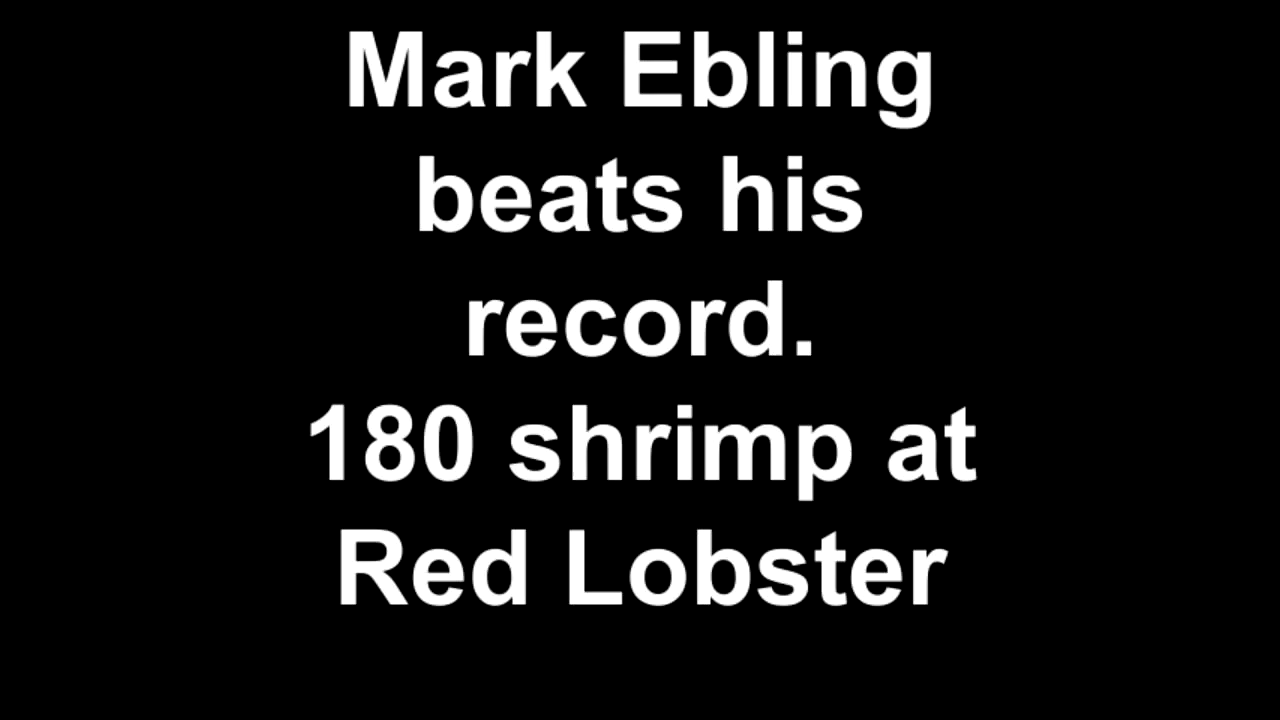 Mark Ebling
beats his
record.
180 shrimp at
Red Lobster